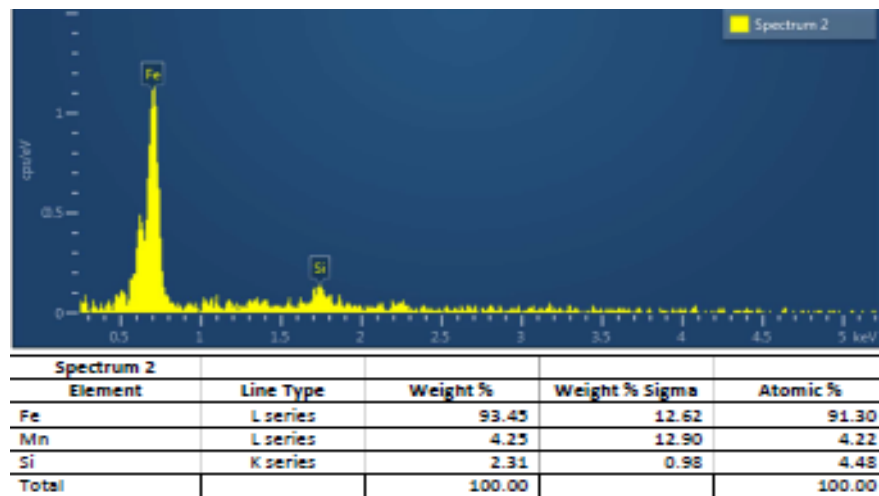 Spectrum 2
Fe
1
cps/eV
0.5
Si
0
0.5 1 1.5 2 2.5 3 3.5 4 4.5 5 keV
Spectrum 2
Element Line Type Weight % Weight % Sigma Atomic %
Fe L series 93.45 12.62 91.30
Mn L series 4.25 12.90 4.22
Si K series 2.31 0.98 4.48
Total 100.00 100.00